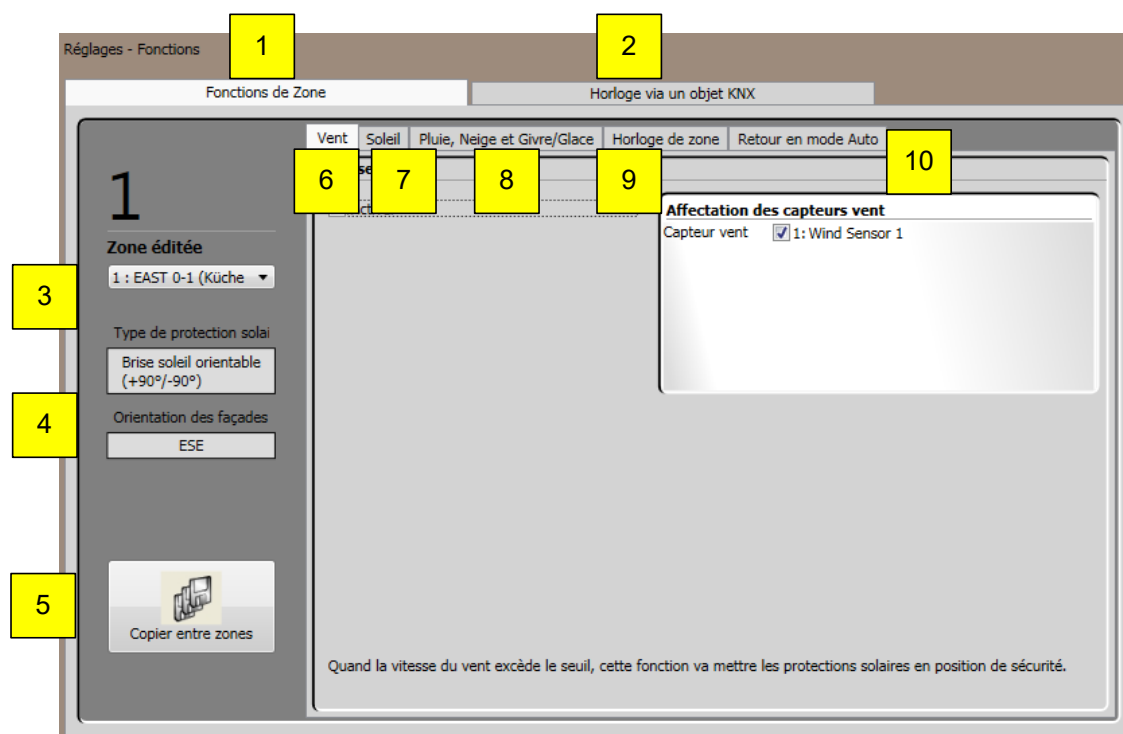 1
2
Réglages - Fonctions
Fonctions de Zone
Horloge via un objet KNX
Vent
Soleil
Pluie, Neige et Givre/Glace
Horloge de zone
Retour en mode Auto
6
7
8
9
10
1
Zone éditée
3
1 : EAST 0-1 (Küche
Type de protection solai
Brise soleil orientable
(+90°/-90°)
4
Orientation des façades
ESE
5
Copier entre zones
Affectation des capteurs vent
Capteur vent
1: Wind Sensor 1
Quand la vitesse du vent excède le seuil, cette fonction va mettre les protections solaires en position de sécurité.